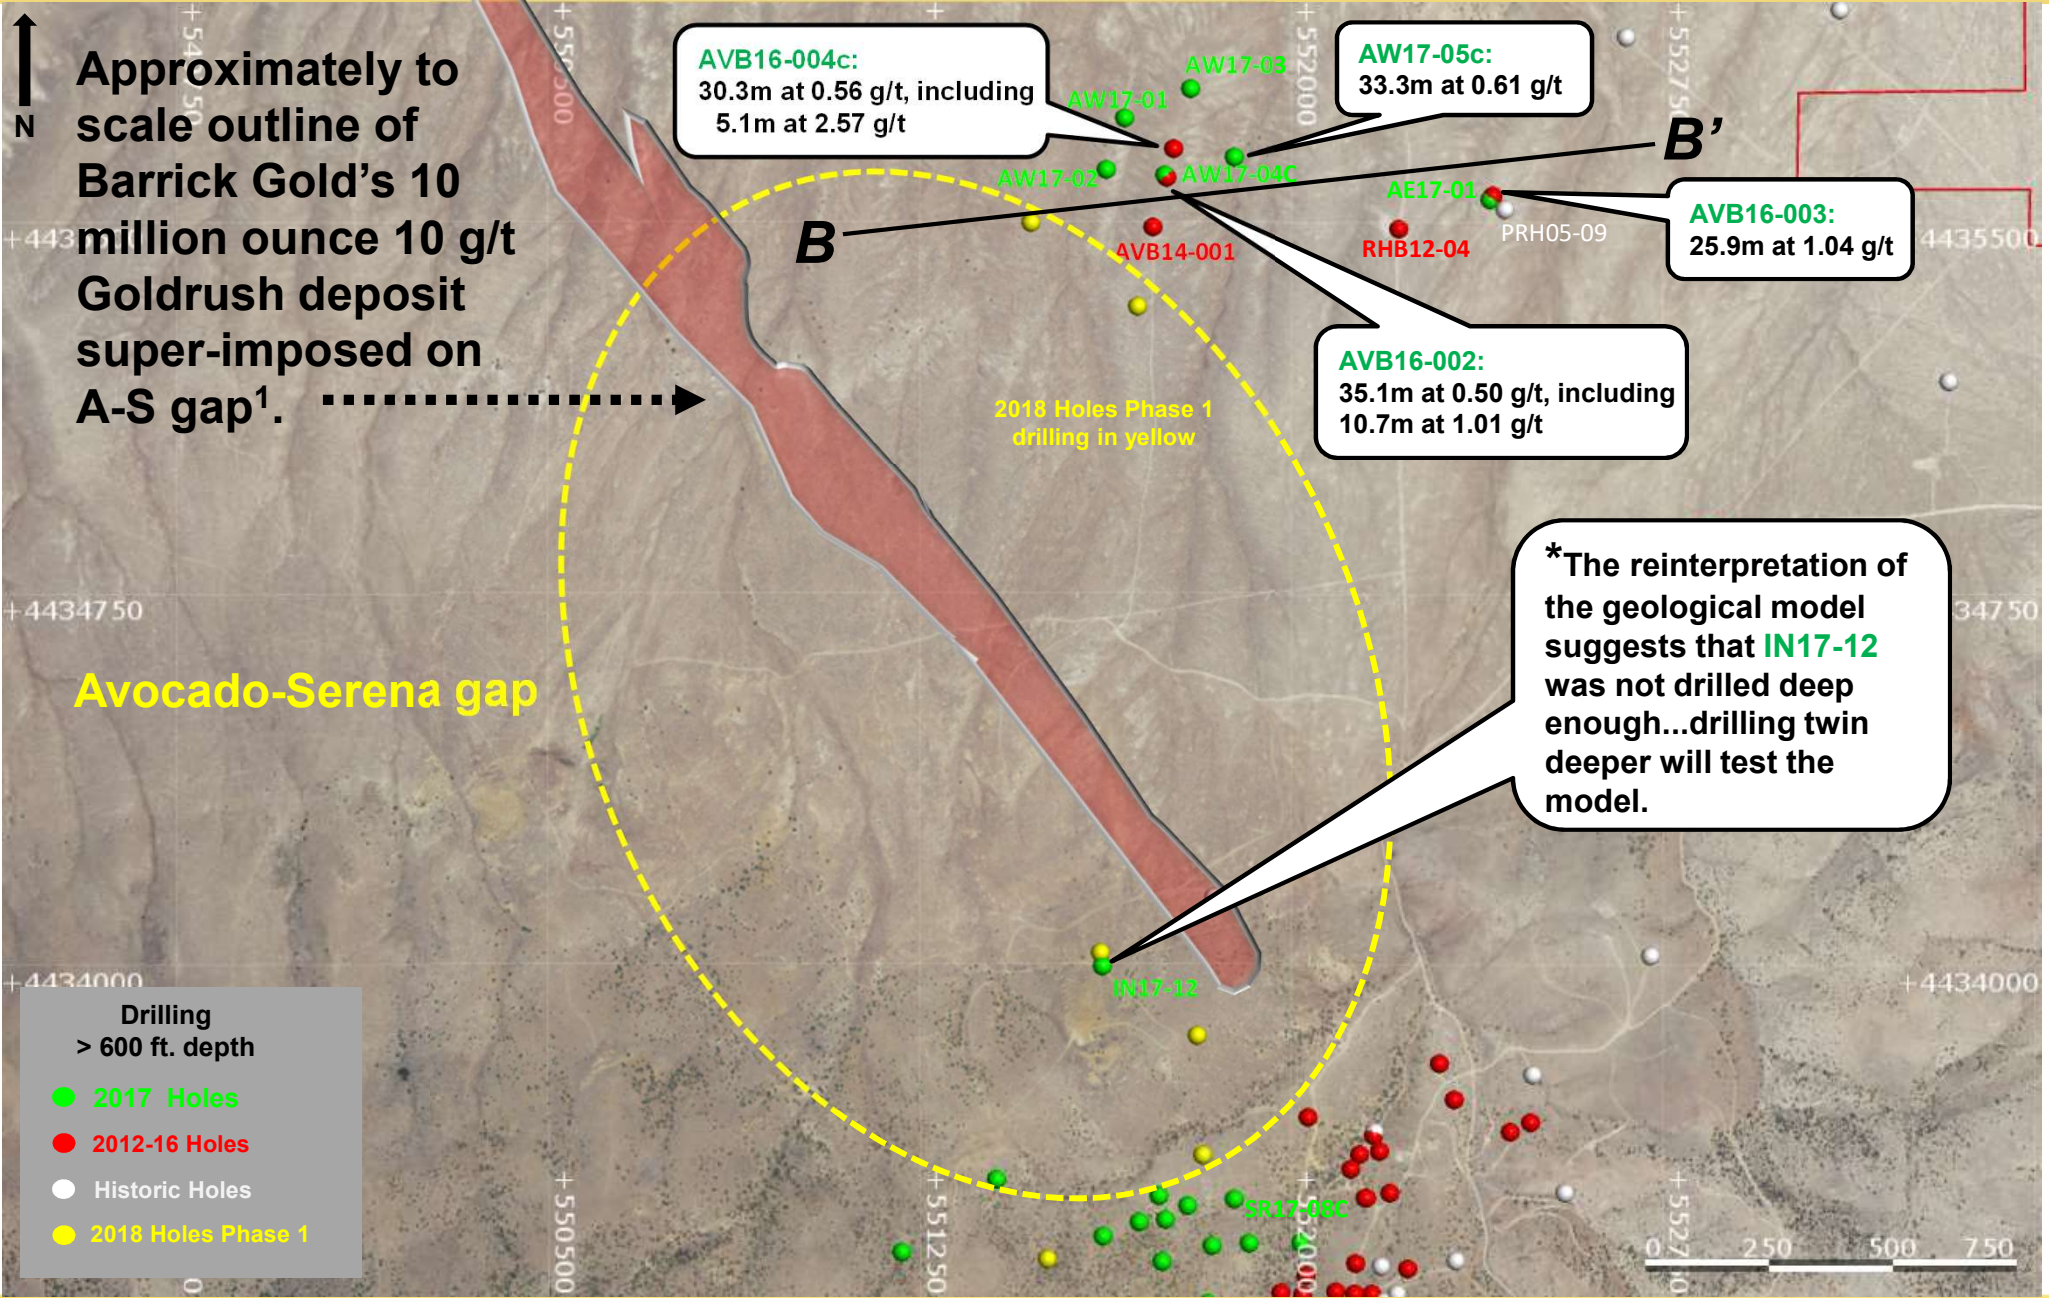 N
Approximately to
scale outline of
Barrick Gold's 10
million ounce 10 g/t
Goldrush deposit
super-imposed on
A-S gap¹.
AVB16-004c:
30.3m at 0.56 g/t, including
5.1m at 2.57 g/t
AW17-05c:
33.3m at 0.61 g/t
AW17-03
AW17-01
AW17-02
AW17-04C
B
B’
AE17-01
PRH05-09
RHB12-04
AVB14-001
AVB16-003:
25.9m at 1.04 g/t
AVB16-002:
35.1m at 0.50 g/t, including
10.7m at 1.01 g/t
2018 Holes Phase 1
drilling in yellow
*The reinterpretation of
the geological model
suggests that IN17-12
was not drilled deep
enough...drilling twin
deeper will test the
model.
Avocado-Serena gap
IN17-12
SR17-08C
Drilling
> 600 ft. depth
2017 Holes
2012-16 Holes
Historic Holes
2018 Holes Phase 1
+4435500
+4434750
34750
+4434000
+4434000
+550500
+552000
+552750
+550500
+551250
+552000
0 250 500 750